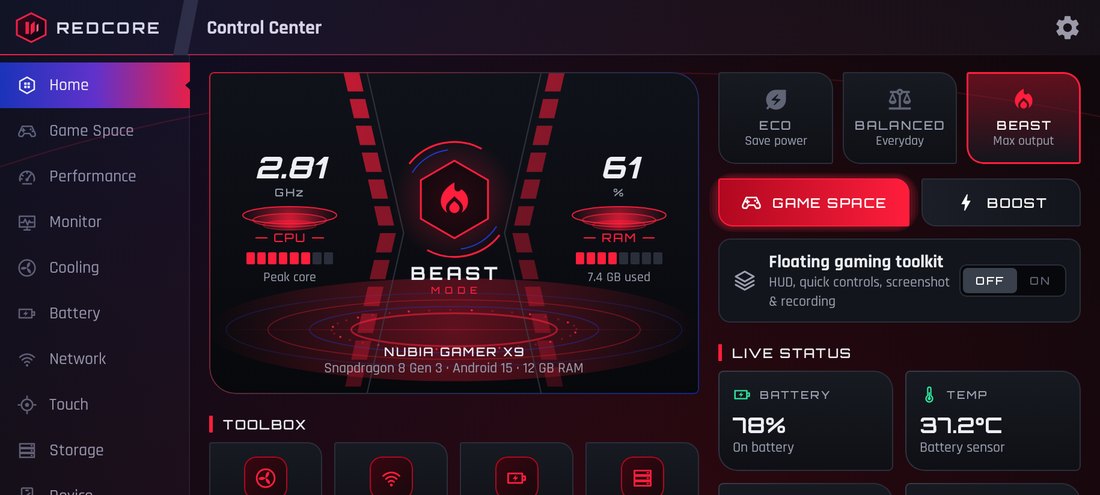 REDCORE
Control Center
Home
Game Space
Performance
Monitor
Cooling
Battery
Network
Touch
Storage
Device
2.81
GHz
CPU
Peak core
BEAST
MODE
61
%
RAM
7.4 GB used
NUBIA GAMER X9
Snapdragon 8 Gen 3 · Android 15 · 12 GB RAM
TOOLBOX
ECO
Save power
BALANCED
Everyday
BEAST
Max output
GAME SPACE
BOOST
Floating gaming toolkit
HUD, quick controls, screenshot
& recording
OFF
ON
LIVE STATUS
BATTERY
78%
On battery
TEMP
37.2°C
Battery sensor